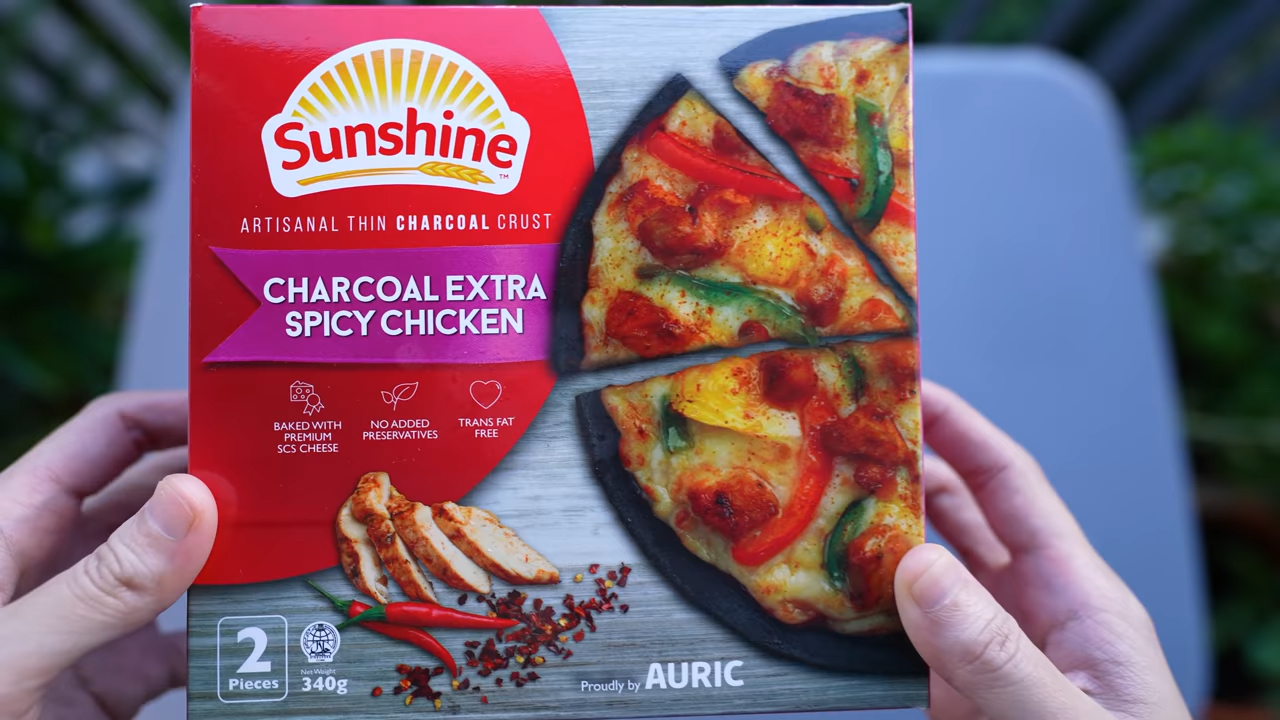 Sunshine
TM
ARTISANAL THIN CHARCOAL CRUST
CHARCOAL EXTRA
SPICY CHICKEN
BAKED WITH
PREMIUM
SCS CHEESE
NO ADDED
PRESERVATIVES
TRANS FAT
FREE
2
Pieces
Net Weight
340g
Proudly by AURIC